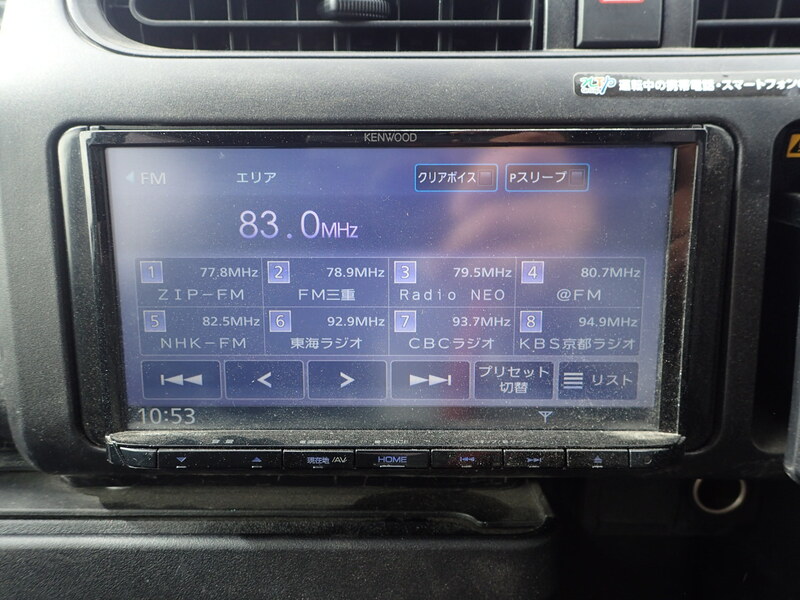 運転中の携帯電話・スマートフォン
KENWOOD
FM エリア クリアボイス Pスリープ
83.0MHz
1 77.8MHz 2 78.9MHz 3 79.5MHz 4 80.7MHz
ZIP-FM FM三重 Radio NEO @FM
5 82.5MHz 6 92.9MHz 7 93.7MHz 8 94.9MHz
NHK-FM 東海ラジオ CBCラジオ KBS京都ラジオ
プリセット
切替 リスト
10:53
現在地/AV HOME